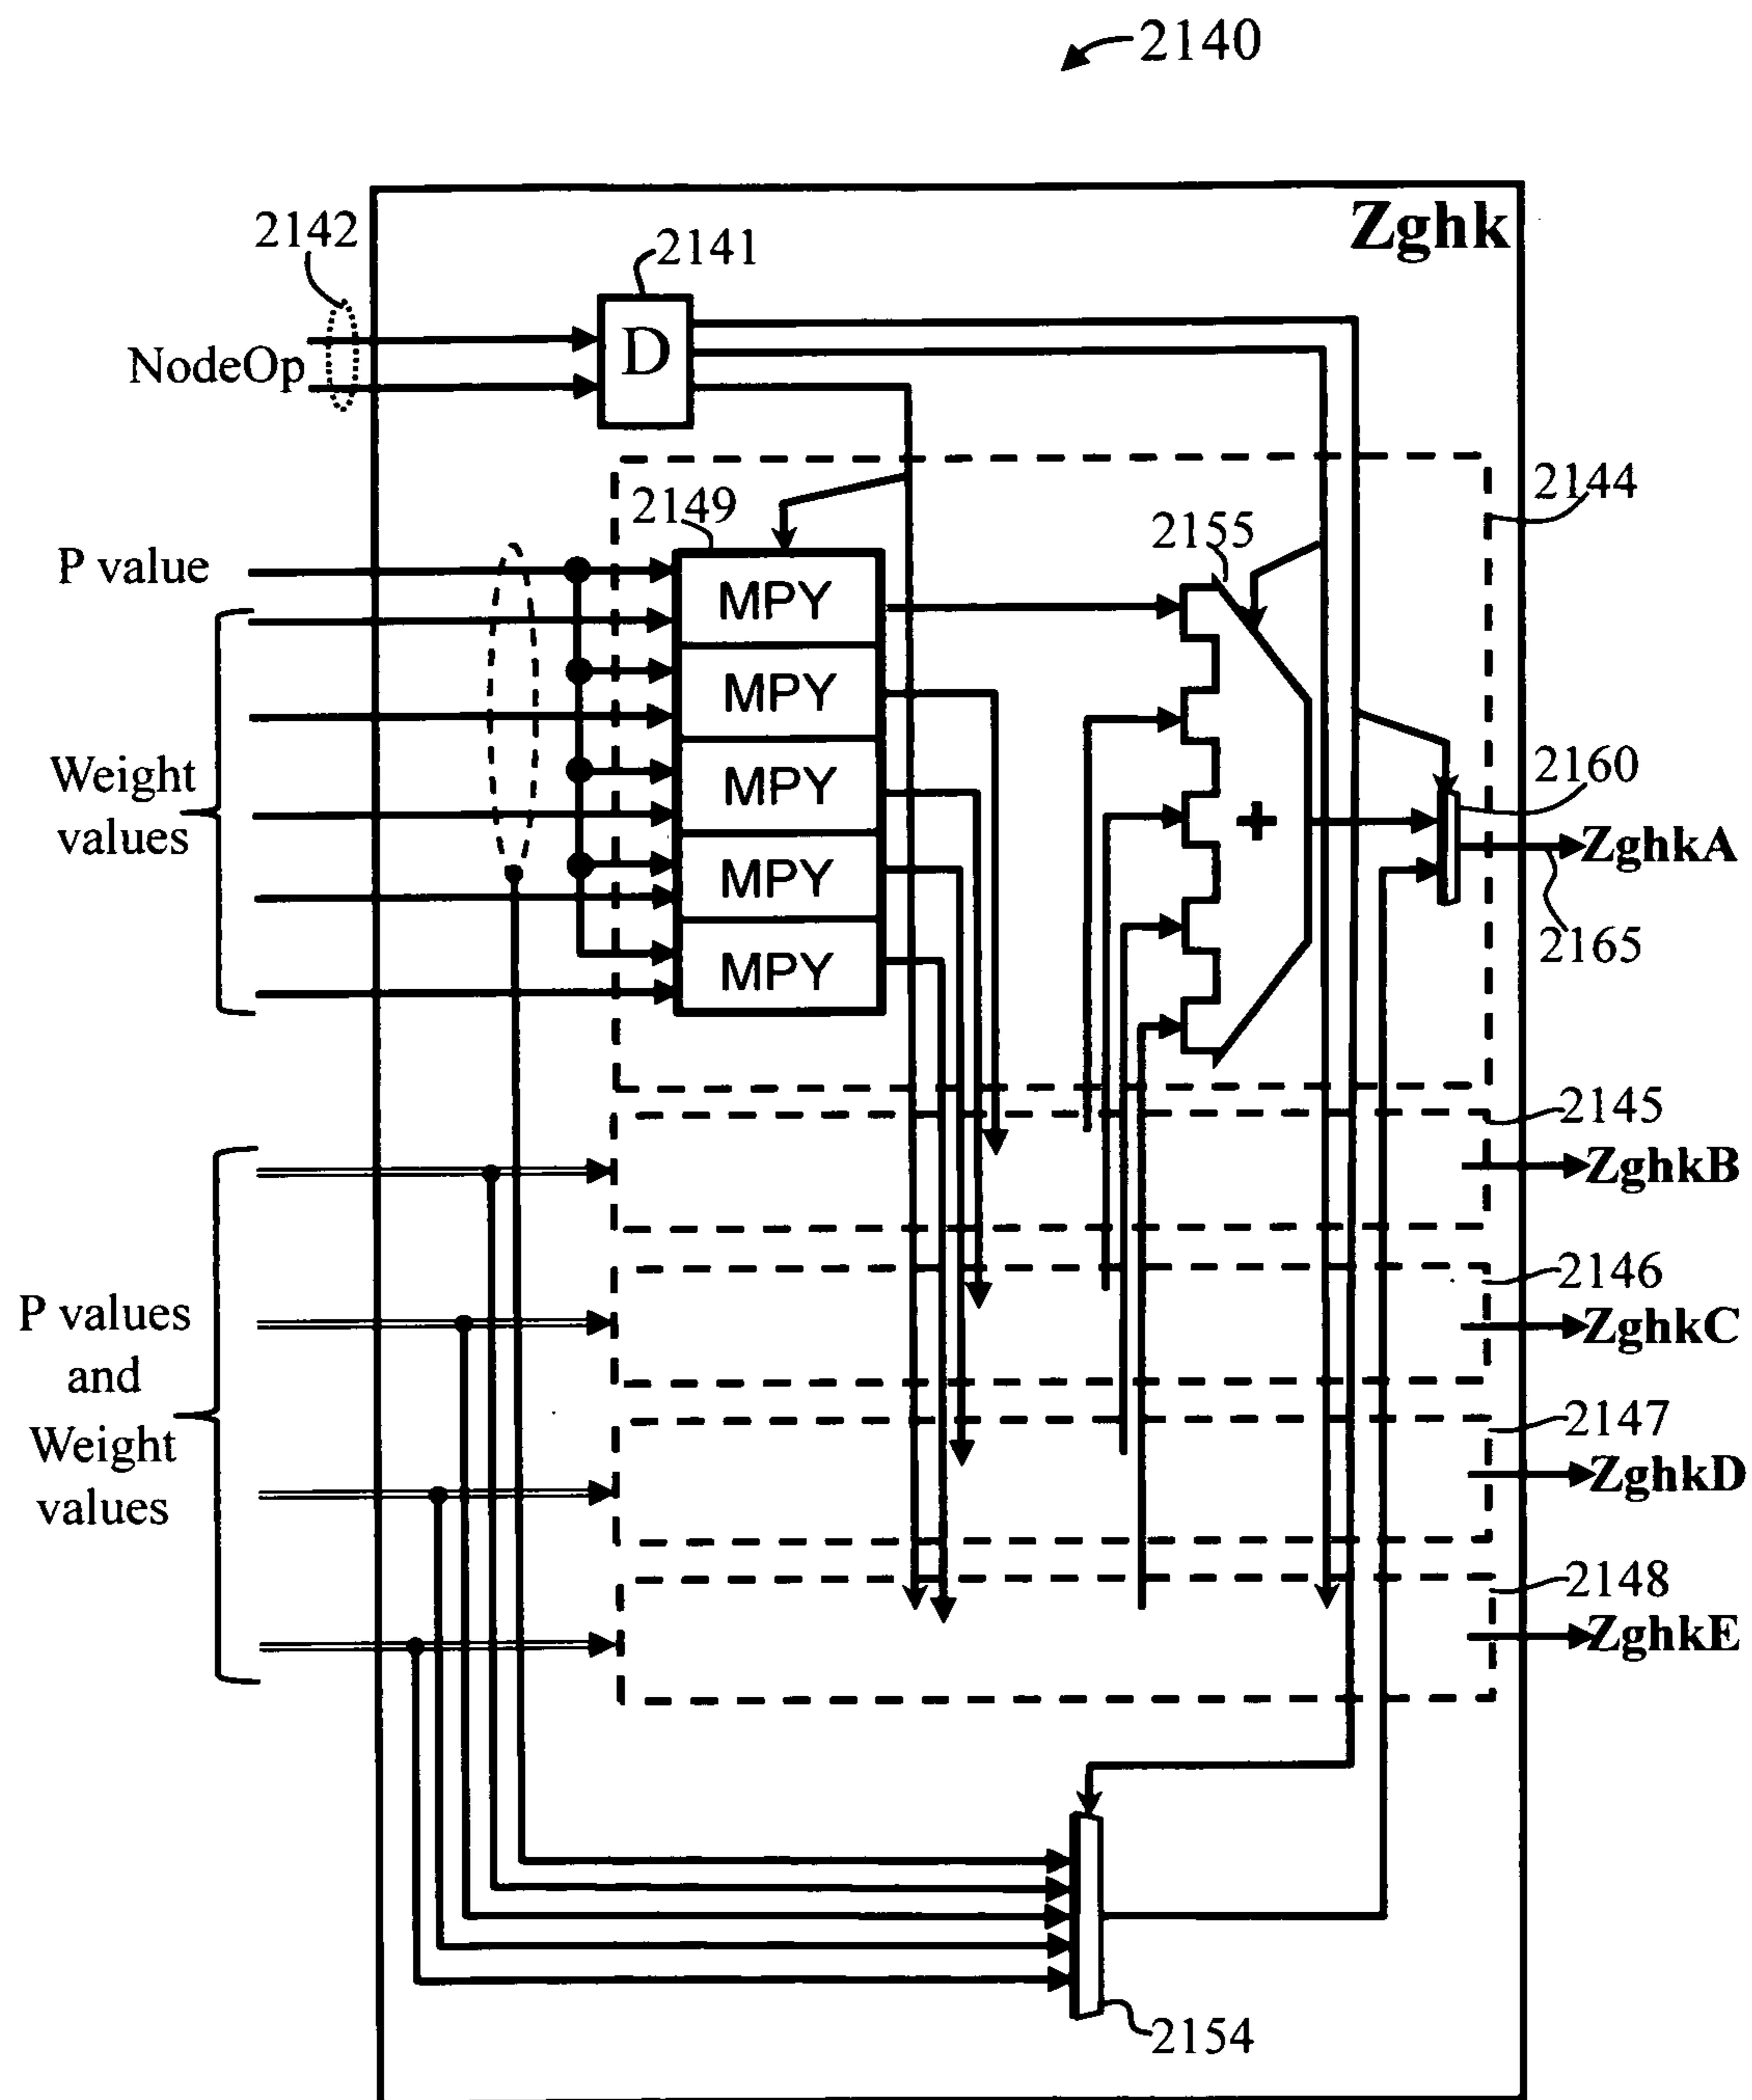 2140
Zghk
2142
2141
D
NodeOp
2144
2149
2155
P value
MPY
MPY
MPY
MPY
MPY
Weight
values
+
2160
ZghkA
2165
2145
ZghkB
2146
ZghkC
P values
and
Weight
values
2147
ZghkD
2148
ZghkE
2154